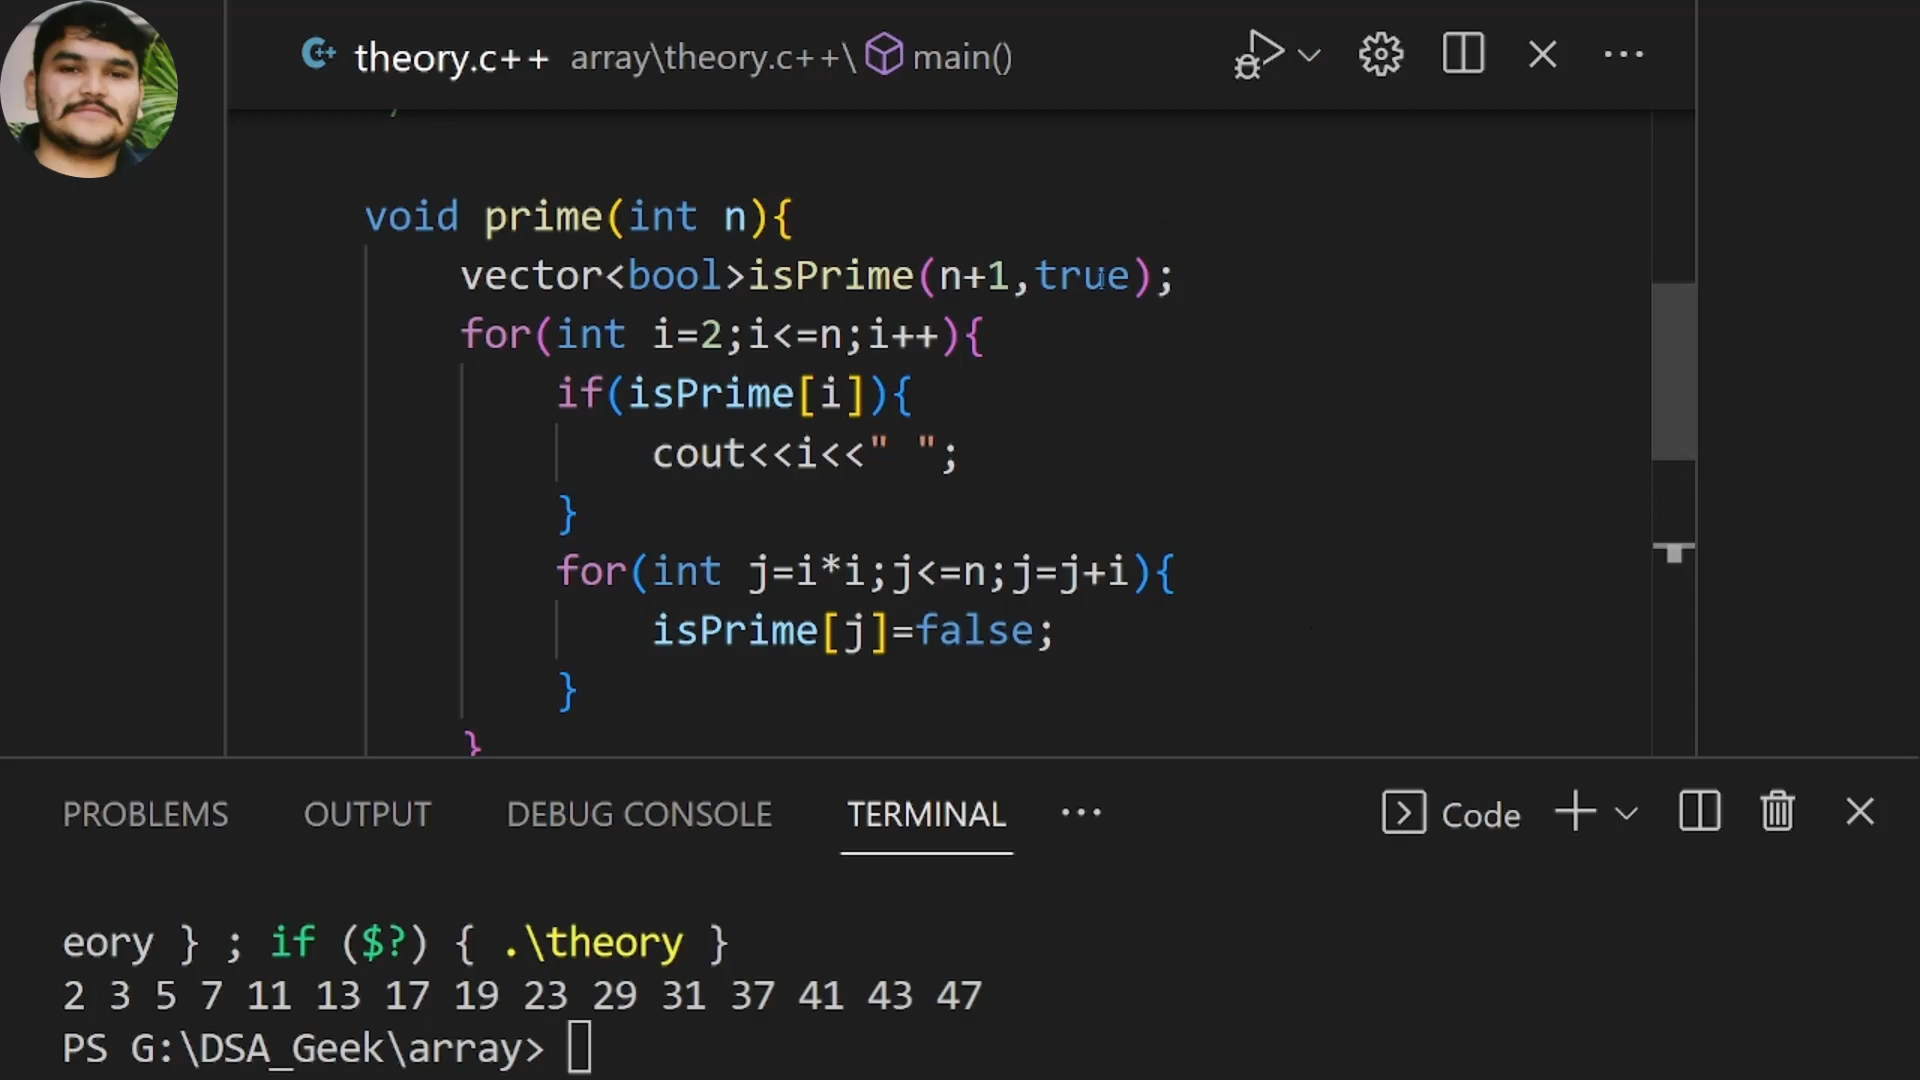 theory.c++ array\theory.c++\ main()
void prime(int n){
vector<bool>isPrime(n+1,true);
for(int i=2;i<=n;i++){
if(isPrime[i]){
cout<<i<<" ";
}
for(int j=i*i;j<=n;j=j+i){
isPrime[j]=false;
}
}
PROBLEMS OUTPUT DEBUG CONSOLE TERMINAL ... Code
eory } ; if ($?) { .\theory }
2 3 5 7 11 13 17 19 23 29 31 37 41 43 47
PS G:\DSA_Geek\array>